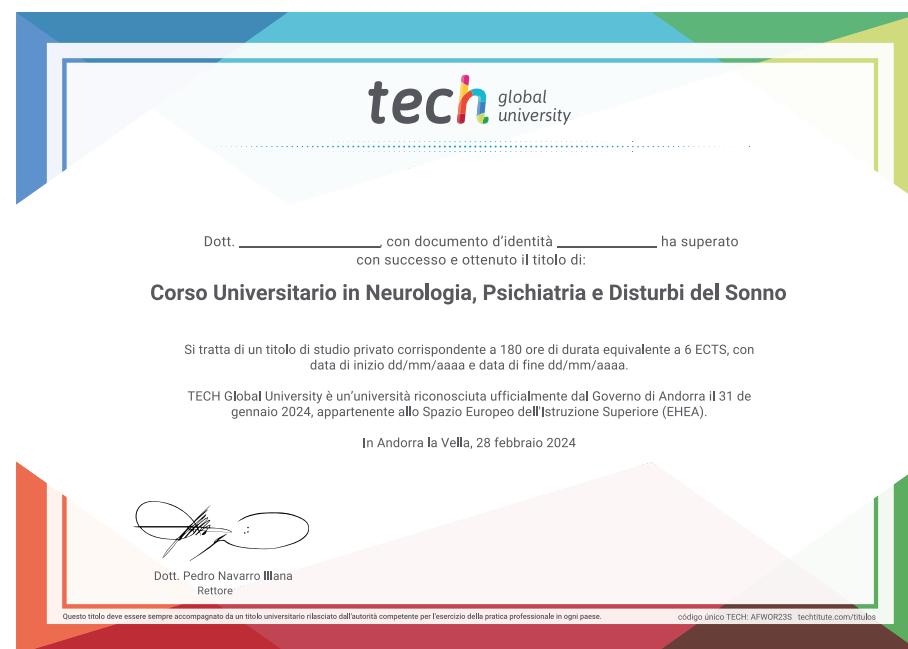 tech global
university
Dott. ____________, con documento d'identità ____________ ha superato
con successo e ottenuto il titolo di:
Corso Universitario in Neurologia, Psichiatria e Disturbi del Sonno
Si tratta di un titolo di studio privato corrispondente a 180 ore di durata equivalente a 6 ECTS, con
data di inizio dd/mm/aaaa e data di fine dd/mm/aaaa.
TECH Global University è un'università riconosciuta ufficialmente dal Governo di Andorra il 31 de
gennaio 2024, appartenente allo Spazio Europeo dell'Istruzione Superiore (EHEA).
In Andorra la Vella, 28 febbraio 2024
Dott. Pedro Navarro Illana
Rettore
Questo titolo deve essere sempre accompagnato da un titolo universitario rilasciato dall'autorità competente per l'esercizio della pratica professionale in ogni paese.
código único TECH: AFWOR23S techtitute.com/titulos